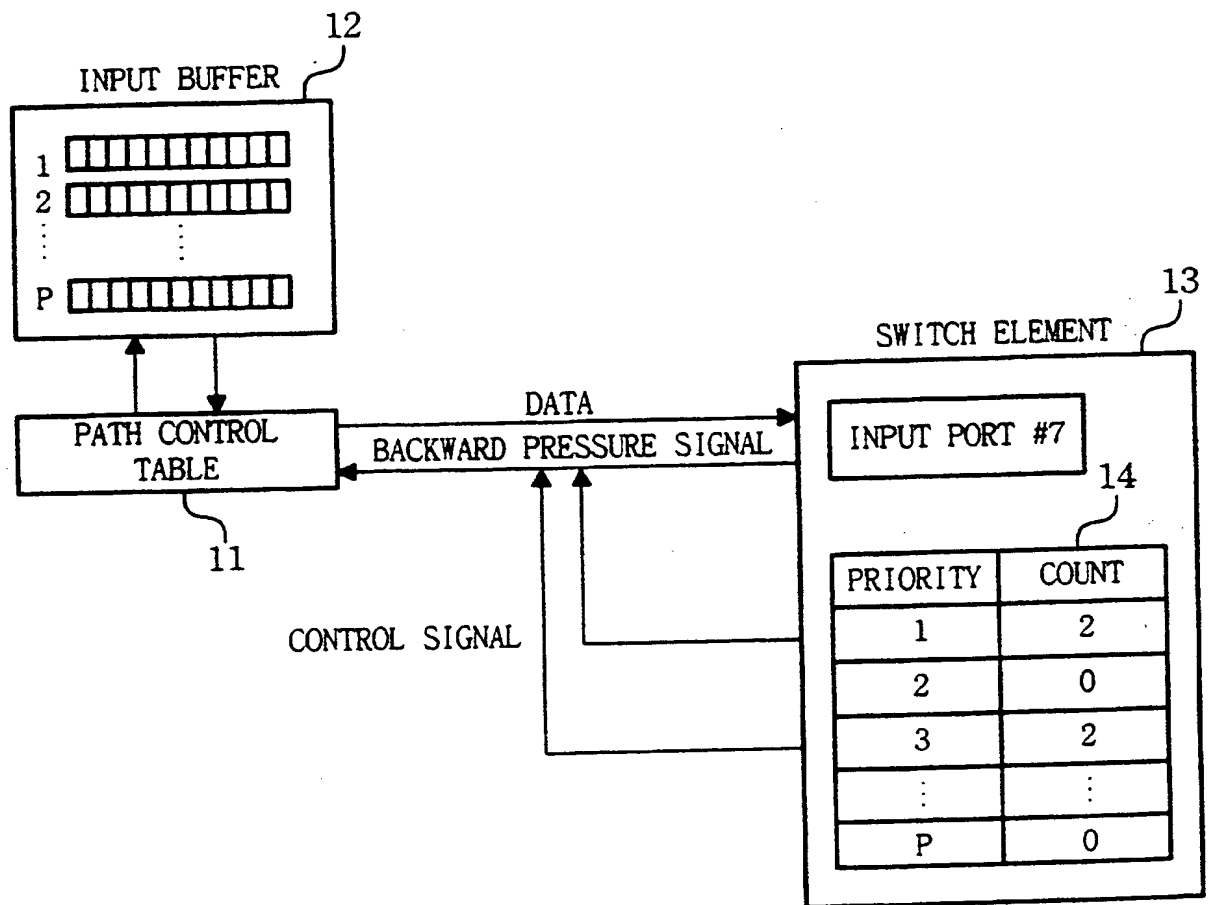 12
INPUT BUFFER
1
2
P
13
SWITCH ELEMENT
DATA
PATH CONTROL
TABLE
BACKWARD PRESSURE SIGNAL
INPUT PORT #7
11
14
PRIORITY COUNT
CONTROL SIGNAL
1 2
2 0
3 2
⋮ ⋮
P 0